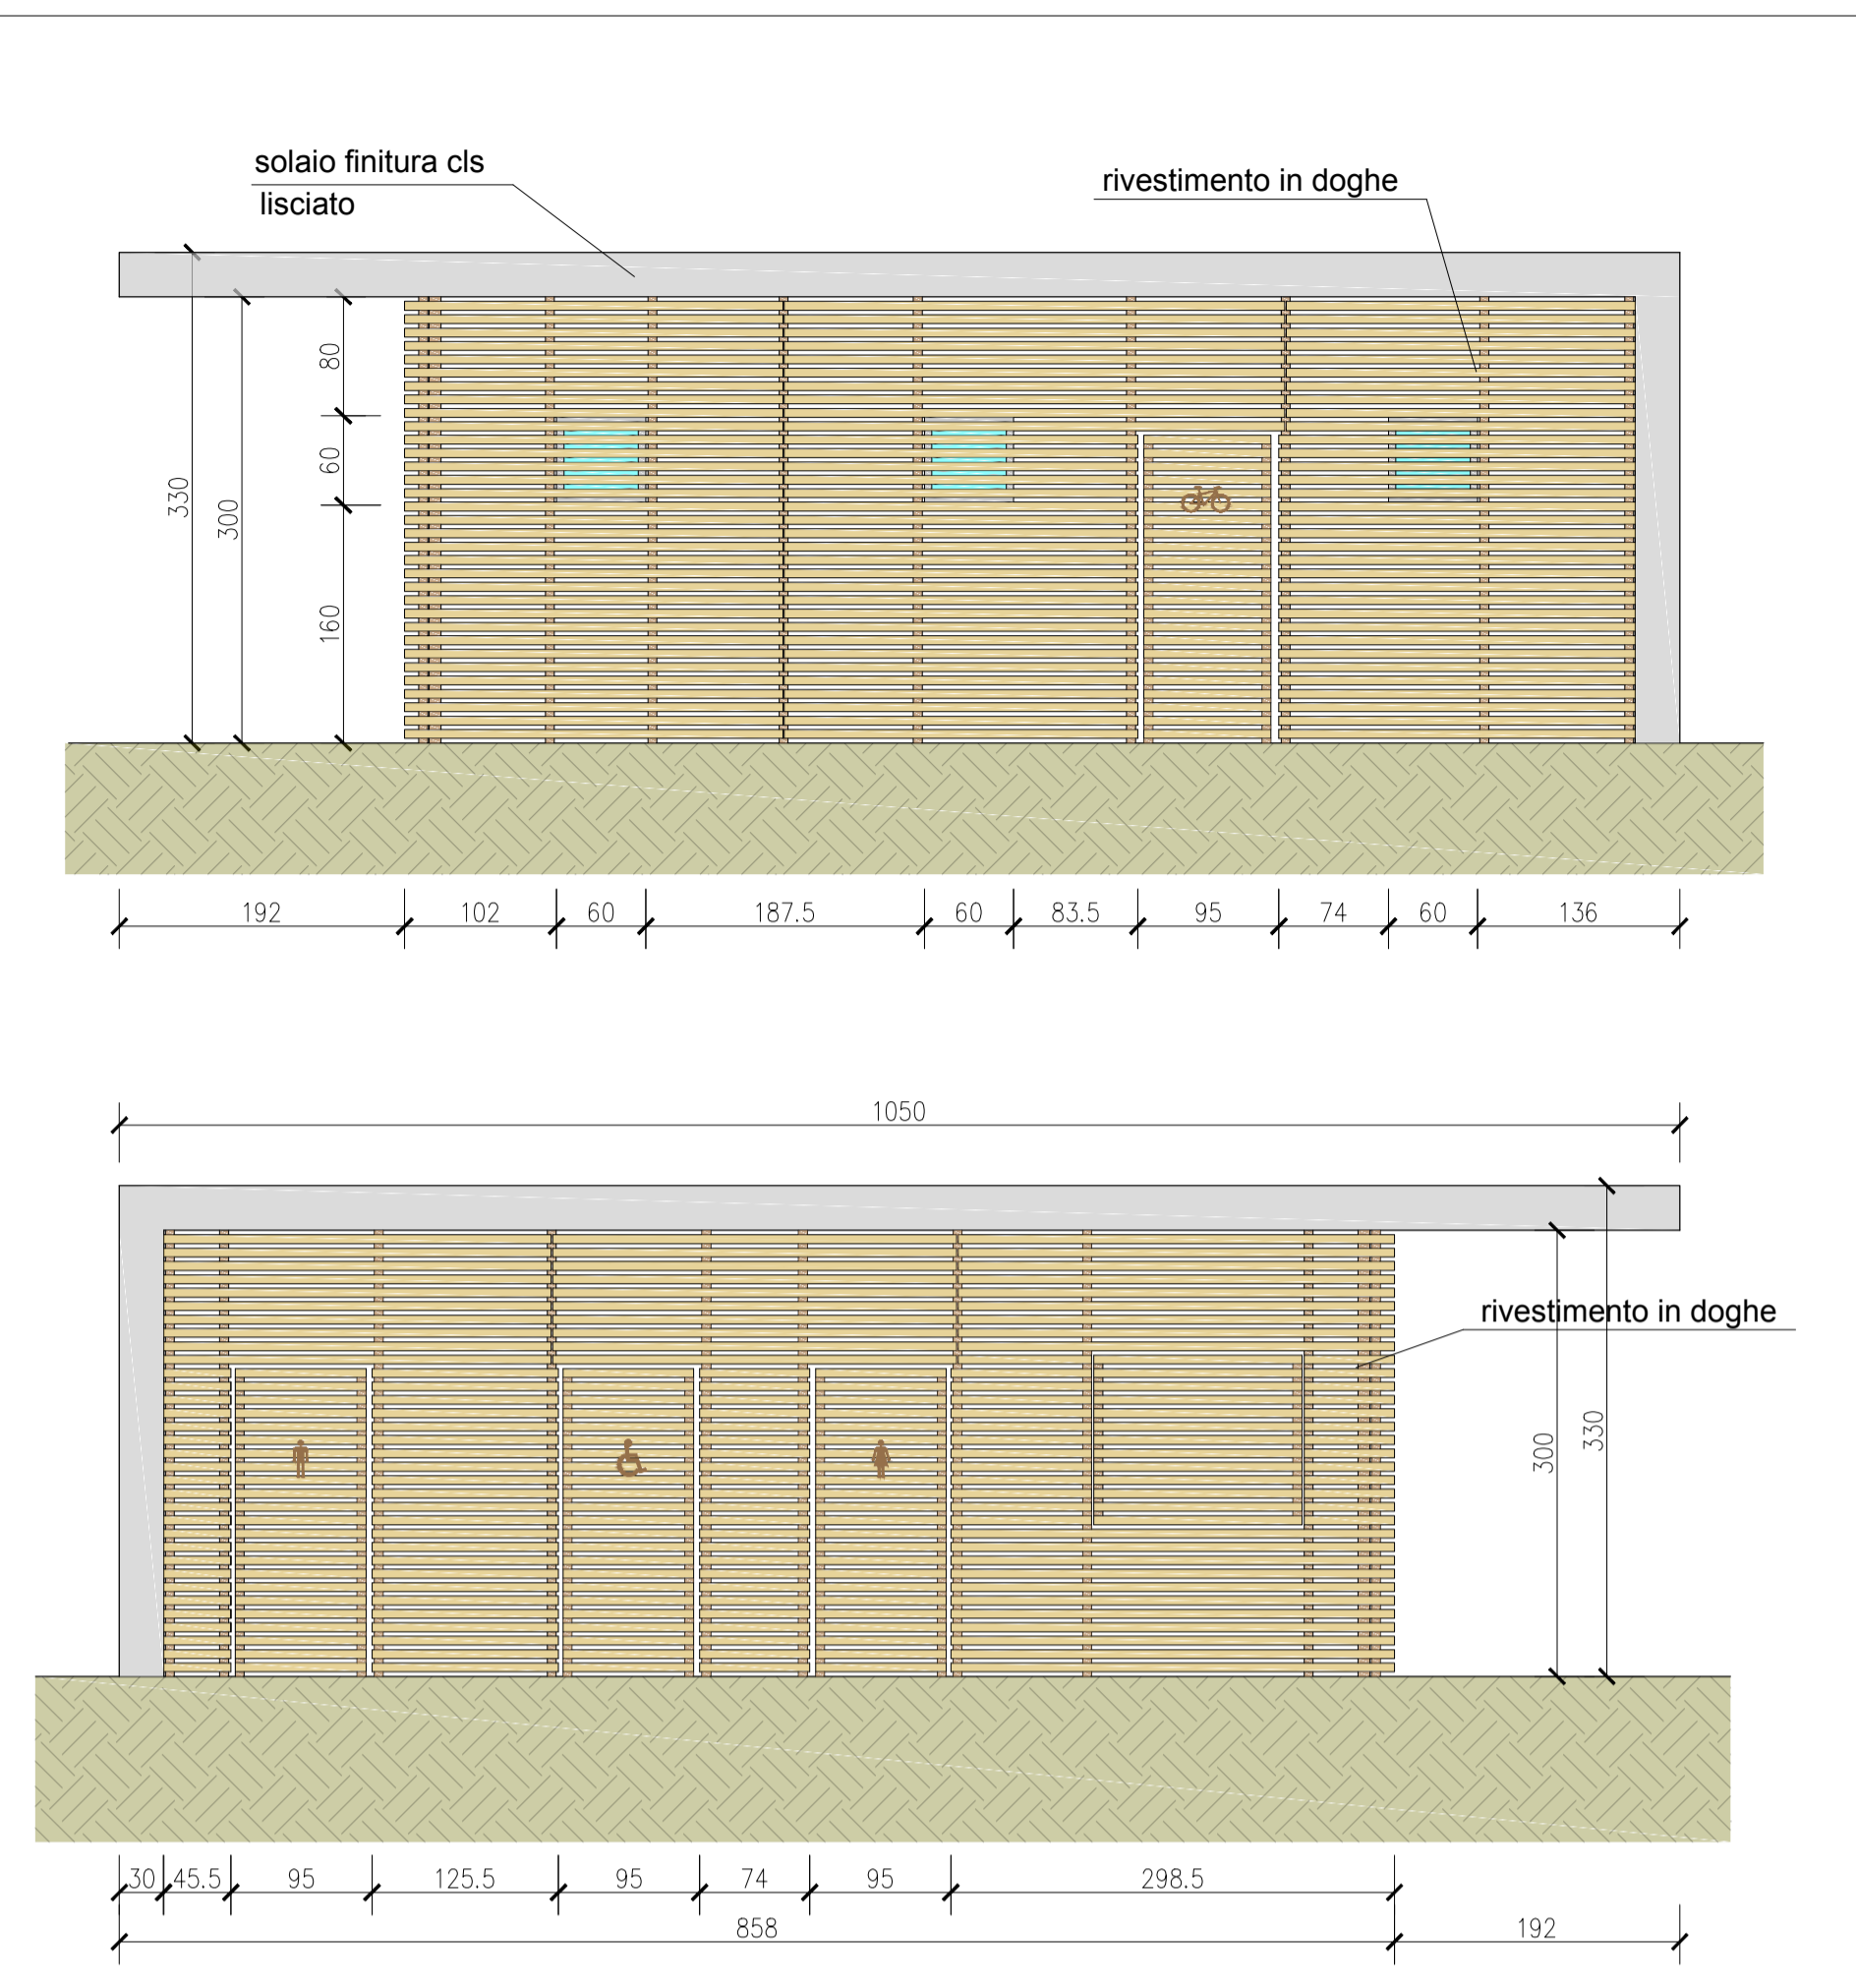 solaio finitura cls
lisciato
rivestimento in doghe
330
300
80
60
160
192 102 60 187.5 60 83.5 95 74 60 136
1050
rivestimento in doghe
300
330
30 45.5 95 125.5 95 74 95 298.5
858 192